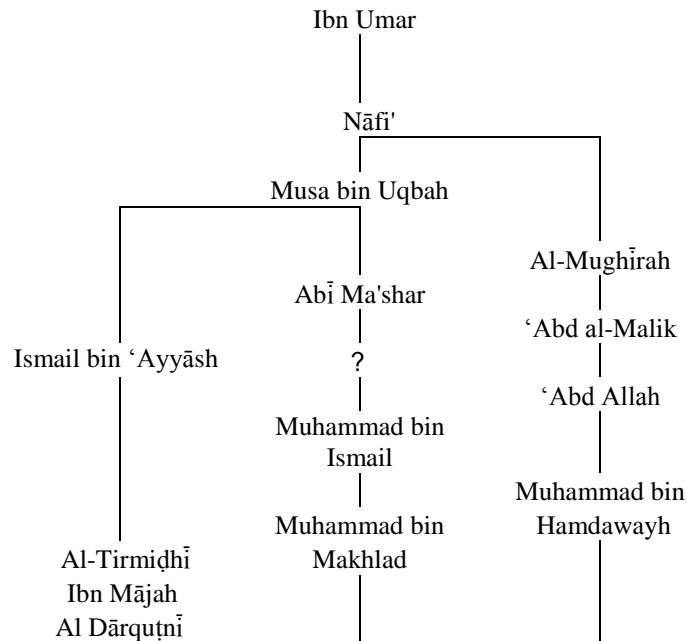 Ibn Umar
Nāfi'
Musa bin Uqbah
Al-Mughīrah
Abī Ma'shar
‘Abd al-Malik
Ismail bin ‘Ayyāsh
?
‘Abd Allah
Muhammad bin
Ismail
Muhammad bin
Hamdawayh
Muhammad bin
Makhlad
Al-Tirmiḍhī
Ibn Mājah
Al Dārquṭnī